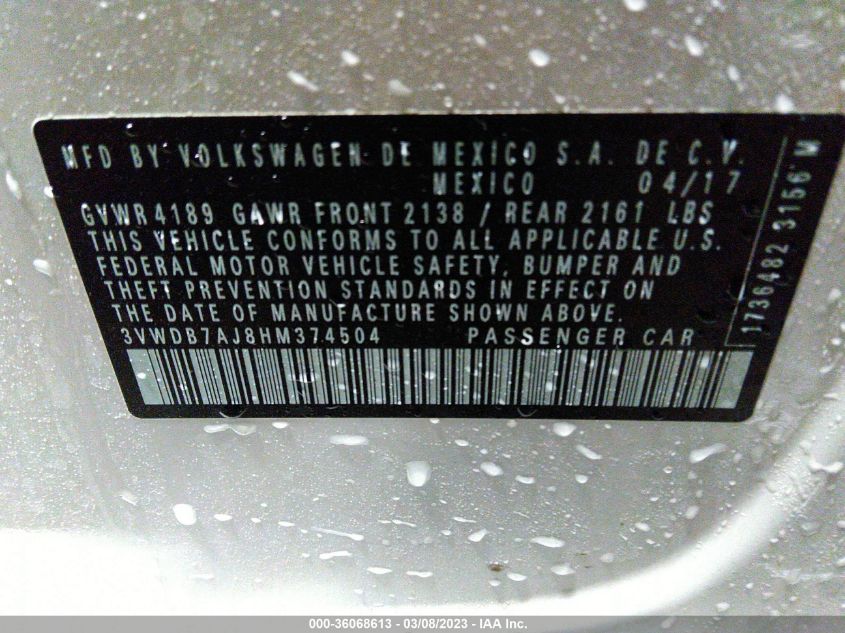 MFD BY VOLKSWAGEN DE MEXICO S.A. DE C.V.
MEXICO 04/17
GVWR 4189 GAWR FRONT 2138 / REAR 2161 LBS
THIS VEHICLE CONFORMS TO ALL APPLICABLE U.S.
FEDERAL MOTOR VEHICLE SAFETY, BUMPER AND
THEFT PREVENTION STANDARDS IN EFFECT ON
THE DATE OF MANUFACTURE SHOWN ABOVE.
3VWDB7AJ8HM374504 PASSENGER CAR
1736482 3156 M
000-36068613 - 03/08/2023 - IAA Inc.